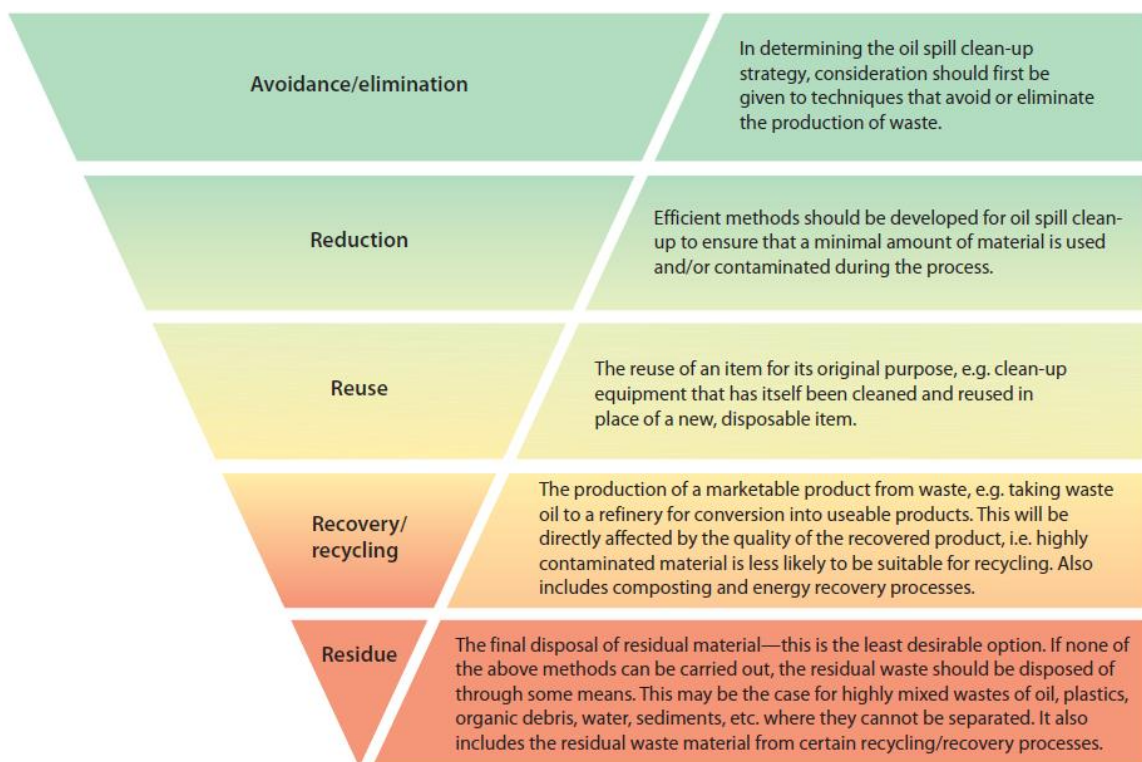 Avoidance/elimination
In determining the oil spill clean-up
strategy, consideration should first be
given to techniques that avoid or eliminate
the production of waste.
Reduction
Efficient methods should be developed for oil spill clean-
up to ensure that a minimal amount of material is used
and/or contaminated during the process.
Reuse
The reuse of an item for its original purpose, e.g. clean-up
equipment that has itself been cleaned and reused in
place of a new, disposable item.
Recovery/
recycling
The production of a marketable product from waste, e.g. taking waste
oil to a refinery for conversion into useable products. This will be
directly affected by the quality of the recovered product, i.e. highly
contaminated material is less likely to be suitable for recycling. Also
includes composting and energy recovery processes.
Residue
The final disposal of residual material—this is the least desirable option. If none
of the above methods can be carried out, the residual waste should be disposed of
through some means. This may be the case for highly mixed wastes of oil, plastics,
organic debris, water, sediments, etc. where they cannot be separated. It also
includes the residual waste material from certain recycling/recovery processes.